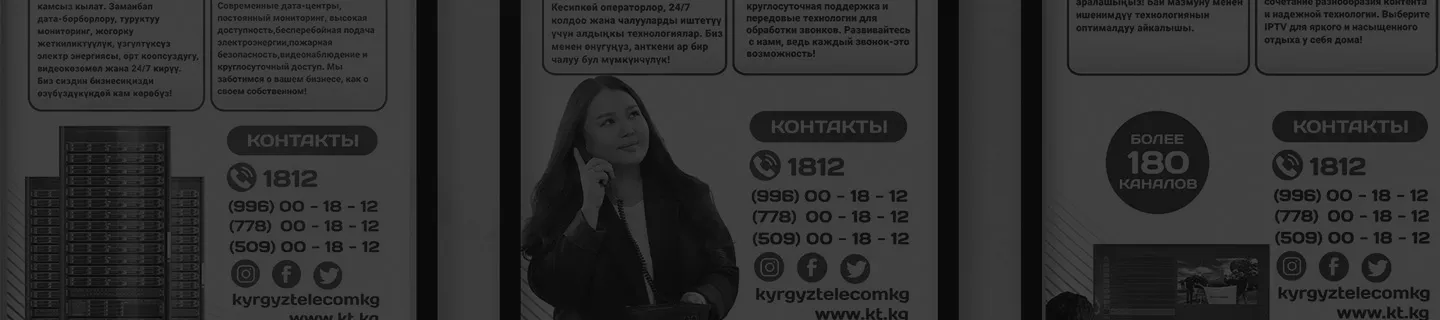 камсыз кылат. Заманбап
дата-борборлору, туруктуу
мониторинг, жогорку
жеткиликтүүлүк, үзгүлтүксүз
электр энергиясы, өрт коопсуздугу,
видеокөзөмөл жана 24/7 кирүү.
Биз сиздин бизнесиңизди
өзүбүздүкүндөй кам көрөбүз!
Современные дата-центры,
постоянный мониторинг, высокая
доступность,бесперебойная подача
электроэнергии,пожарная
безопасность,видеонаблюдение и
круглосуточный доступ. Мы
заботимся о вашем бизнесе, как о
своем собственном!
КОНТАКТЫ
1812
(996) 00 - 18 - 12
(778) 00 - 18 - 12
(509) 00 - 18 - 12
kyrgyztelecomkg
www.kt.kg
Кесипкөй операторлор, 24/7
колдоо жана чалууларды иштетүү
үчүн алдыңкы технологиялар. Биз
менен өнүгүңүз, анткени ар бир
чалуу бул мүмкүнчүлүк!
круглосуточная поддержка и
передовые технологии для
обработки звонков. Развивайтесь
с нами, ведь каждый звонок-это
возможность!
КОНТАКТЫ
1812
(996) 00 - 18 - 12
(778) 00 - 18 - 12
(509) 00 - 18 - 12
kyrgyztelecomkg
www.kt.kg
аралашыңыз! Бай мазмуну менен
ишенимдүү технологиянын
оптималдуу айкалышы.
сочетание разнообразия контента
и надежной технологии. Выберите
IPTV для яркого и насыщенного
отдыха у себя дома!
БОЛЕЕ
180
КАНАЛОВ
КОНТАКТЫ
1812
(996) 00 - 18 - 12
(778) 00 - 18 - 12
(509) 00 - 18 - 12
kyrgyztelecomkg
www.kt.kg